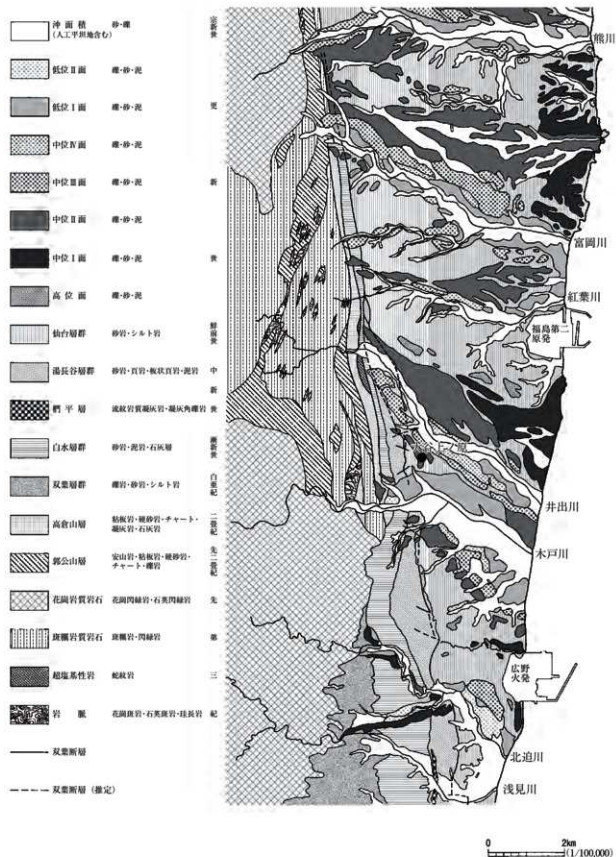 沖面積 砂・礫 完新世
(人工平坦地含む)
低位Ⅱ面 礫・砂・泥
低位Ⅰ面 礫・砂・泥 更
中位Ⅳ面 礫・砂・泥
中位Ⅲ面 礫・砂・泥 新
中位Ⅱ面 礫・砂・泥
中位Ⅰ面 礫・砂・泥 世
高位面 礫・砂・泥
仙台層群 砂岩・シルト岩 鮮新世
湯長谷層群 砂岩・頁岩・板状頁岩・泥岩 中
新
椚平層 流紋岩質凝灰岩・凝灰角礫岩 世
白水層群 砂岩・泥岩・石灰層 漸新世
双葉層群 礫岩・砂岩・シルト岩 白亜紀
高倉山層 粘板岩・硬砂岩・チャート・ 二畳紀
凝灰岩・石灰岩
郭公山層 安山岩・粘板岩・硬砂岩・ 先二畳紀
チャート・礫岩
花崗岩質岩石 花崗閃緑岩・石英閃緑岩 先
斑糲岩質岩石 斑糲岩・閃緑岩 第
超塩基性岩 蛇紋岩 三
岩脈 花崗斑岩・石英斑岩・珪長岩 紀
双葉断層
双葉断層(推定)
熊川
富岡川
紅葉川
福島第二
原発
井出川
木戸川
広野
火発
北迫川
浅見川
0 2km
(1/100,000)